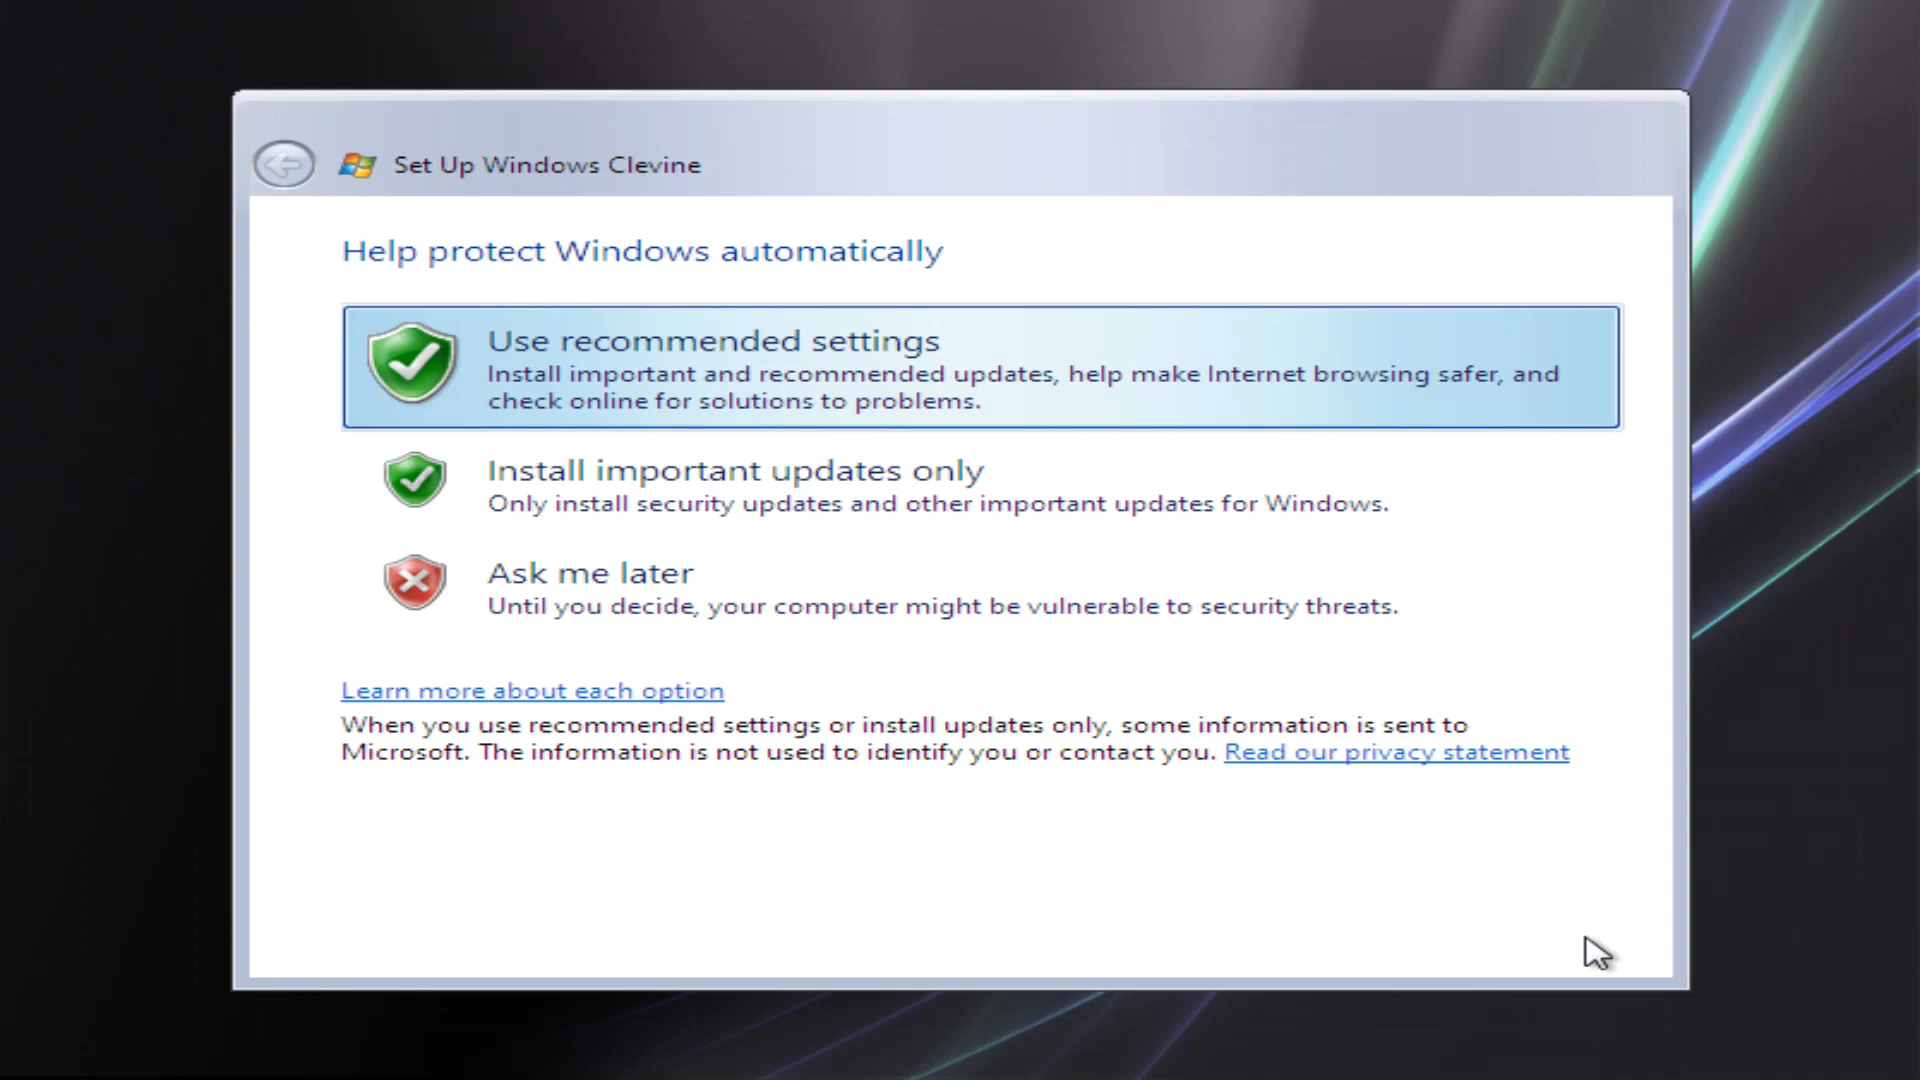 Set Up Windows Clevine
Help protect Windows automatically
Use recommended settings
Install important and recommended updates, help make Internet browsing safer, and
check online for solutions to problems.
Install important updates only
Only install security updates and other important updates for Windows.
Ask me later
Until you decide, your computer might be vulnerable to security threats.
Learn more about each option
When you use recommended settings or install updates only, some information is sent to
Microsoft. The information is not used to identify you or contact you. Read our privacy statement